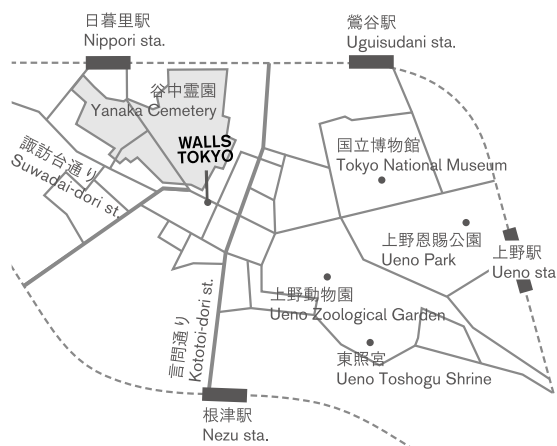 日暮里駅
Nippori sta.
鶯谷駅
Uguisudani sta.
谷中霊園
Yanaka Cemetery
WALLS
TOKYO
国立博物館
Tokyo National Museum
諏訪台通り
Suwadai-dori st.
上野恩賜公園
Ueno Park
上野駅
Ueno sta
上野動物園
Ueno Zoological Garden
言問通り
Kototoi-dori st.
東照宮
Ueno Toshogu Shrine
根津駅
Nezu sta.